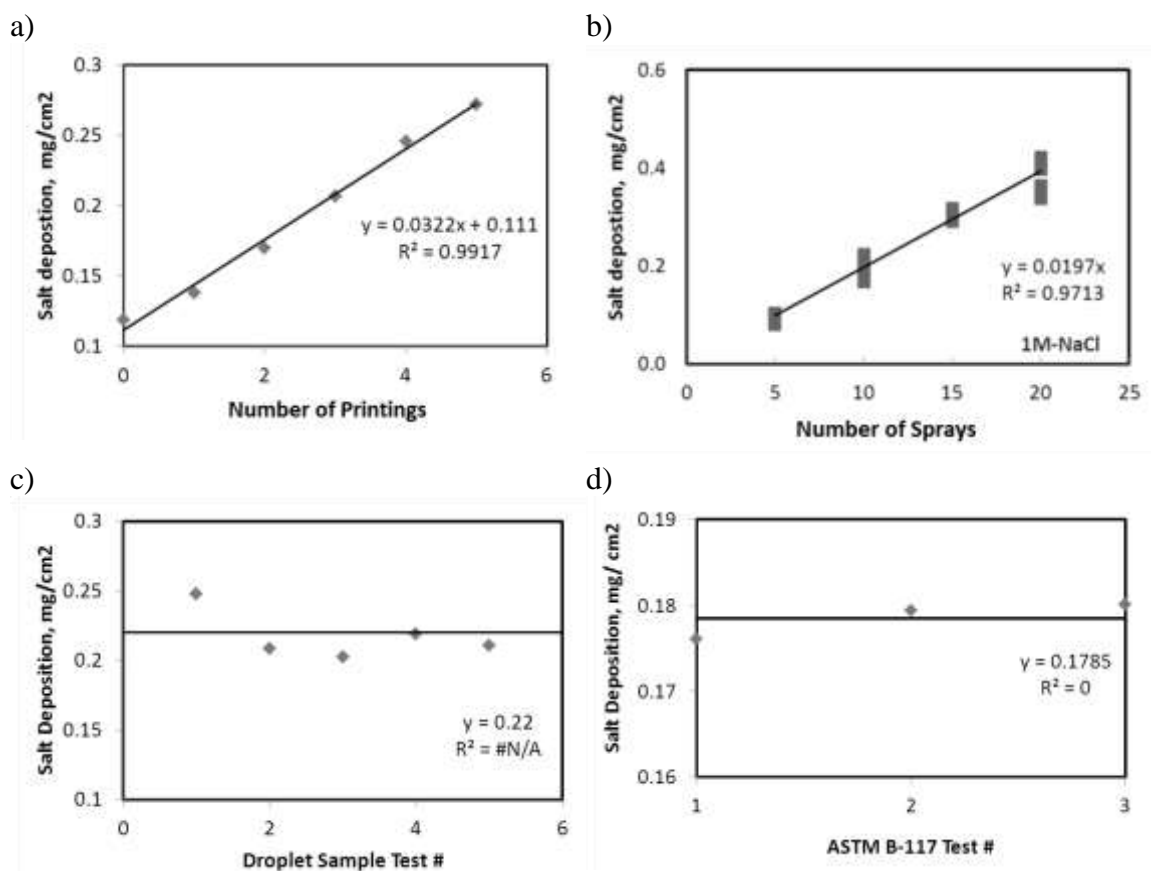 a)
Salt depostion, mg/cm2
0.3
0.25
0.2
0.15
0.1
y = 0.0322x + 0.111
R² = 0.9917
0
2
4
6
Number of Printings
b)
Salt depostion, mg/cm2
0.6
0.4
0.2
0.0
y = 0.0197x
R² = 0.9713
1M-NaCl
0
5
10
15
20
25
Number of Sprays
c)
Salt Deposition, mg/ cm2
0.3
0.25
0.2
0.15
0.1
y = 0.22
R² = #N/A
0
2
4
6
Droplet Sample Test #
d)
Salt Deposition, mg/ cm2
0.19
0.18
0.17
0.16
y = 0.1785
R² = 0
1
2
3
ASTM B-117 Test #